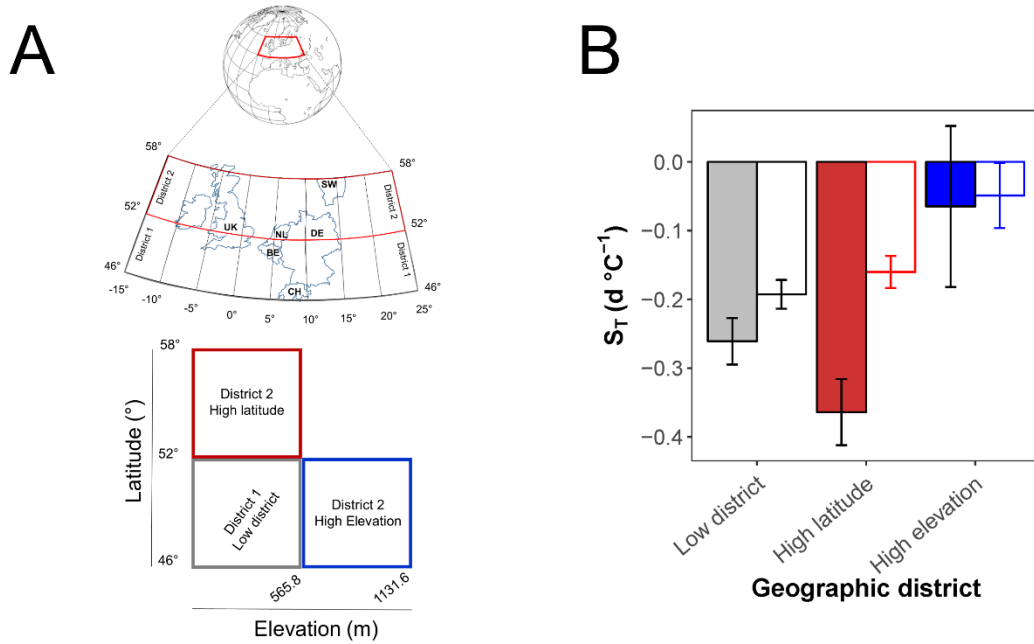 A
58°
58°
District 2
SW
District 2
52°
UK
NL
DE
52°
BE
District 1
District 1
46°
CH
46°
-15°
-10°
-5°
0°
5°
10°
15°
20°
25°
58°
District 2
High latitude
Latitude (°)
52°
District 1
Low district
District 2
High Elevation
46°
565.8
1131.6
Elevation (m)
B
0.0
−0.1
−0.2
−0.3
−0.4
S_T (d °C⁻¹)
Low district
High latitude
High elevation
Geographic district